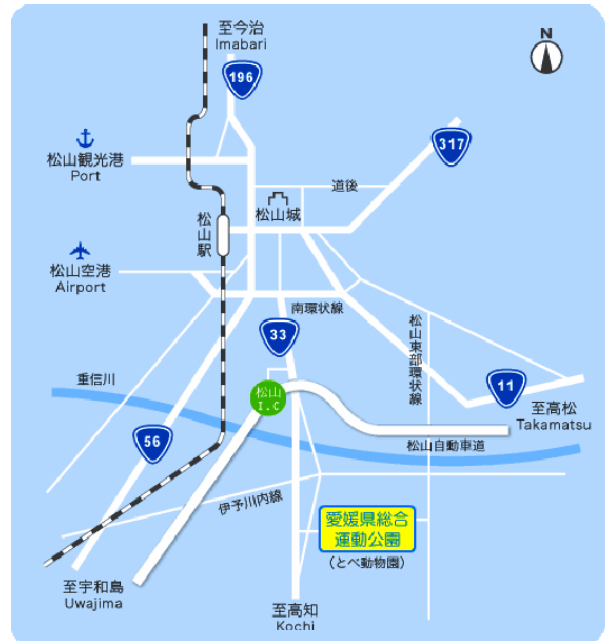 至今治
Imabari
N
196
317
松山観光港
Port
道後
松山城
松山駅
松山空港
Airport
南環状線
33
松山東部環状線
重信川
松山
I.C
11
至高松
Takamatsu
56
松山自動車道
伊予川内線
愛媛県総合
運動公園
(とべ動物園)
至宇和島
Uwajima
至高知
Kochi